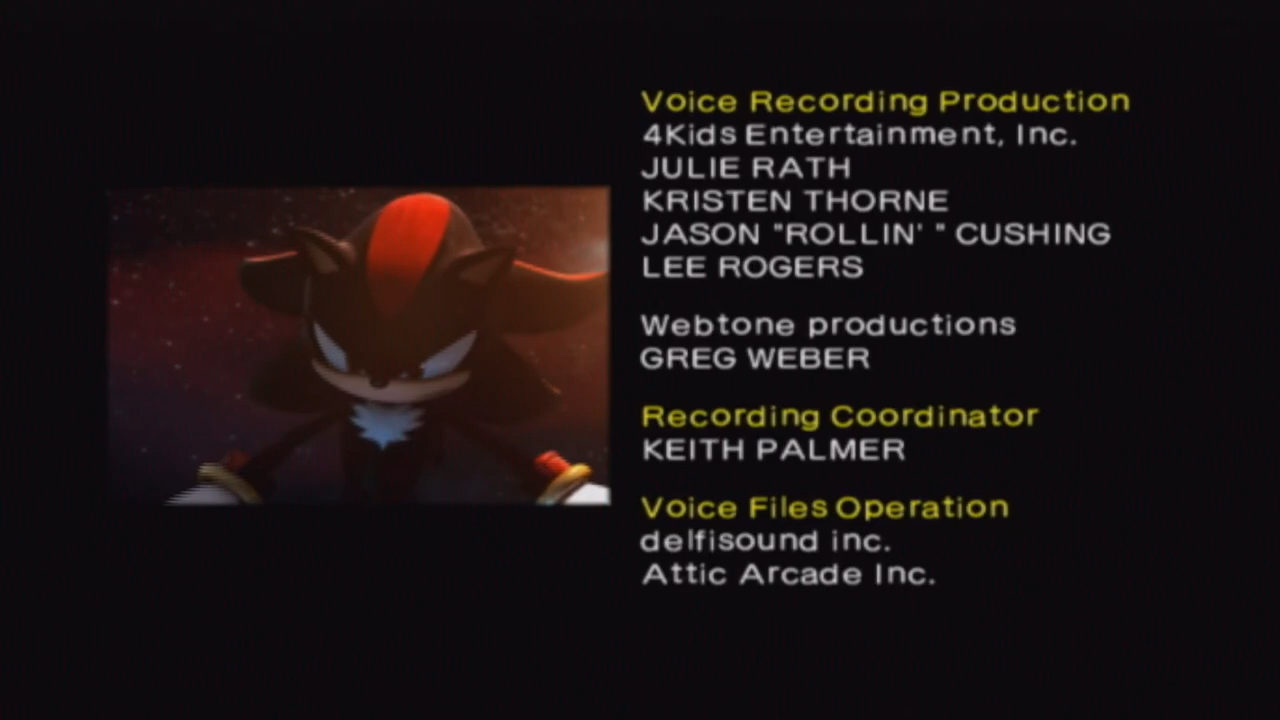 Voice Recording Production
4Kids Entertainment, Inc.
JULIE RATH
KRISTEN THORNE
JASON "ROLLIN' " CUSHING
LEE ROGERS
Webtone productions
GREG WEBER
Recording Coordinator
KEITH PALMER
Voice Files Operation
delfisound inc.
Attic Arcade Inc.